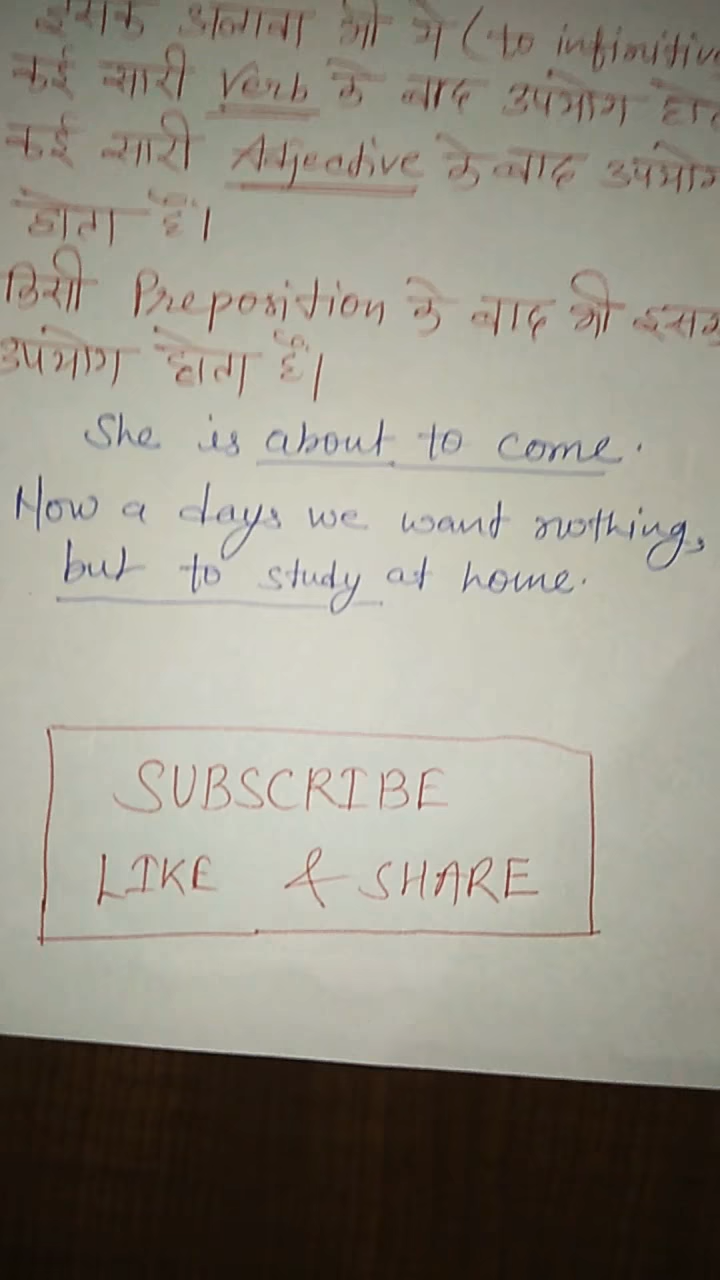 इसके अलावा भी ये (to infinitive
कई सारी Verb के बाद उपयोग होत
कई सारी Adjective के बाद उपयोग
होता है।
किसी Preposition के बाद भी इसक
उपयोग होता है।
She is about to come.
Now a days we want nothing,
but to study at home.
SUBSCRIBE
LIKE & SHARE